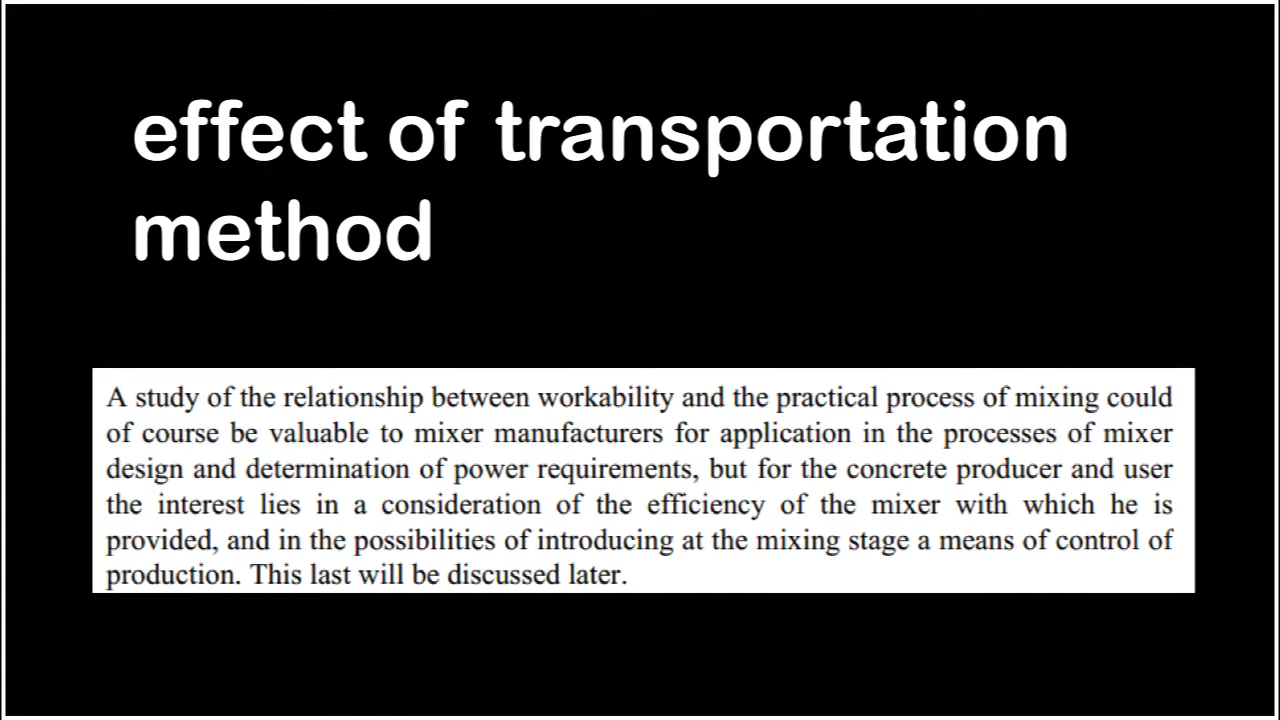 effect of transportation
method
A study of the relationship between workability and the practical process of mixing could
of course be valuable to mixer manufacturers for application in the processes of mixer
design and determination of power requirements, but for the concrete producer and user
the interest lies in a consideration of the efficiency of the mixer with which he is
provided, and in the possibilities of introducing at the mixing stage a means of control of
production. This last will be discussed later.